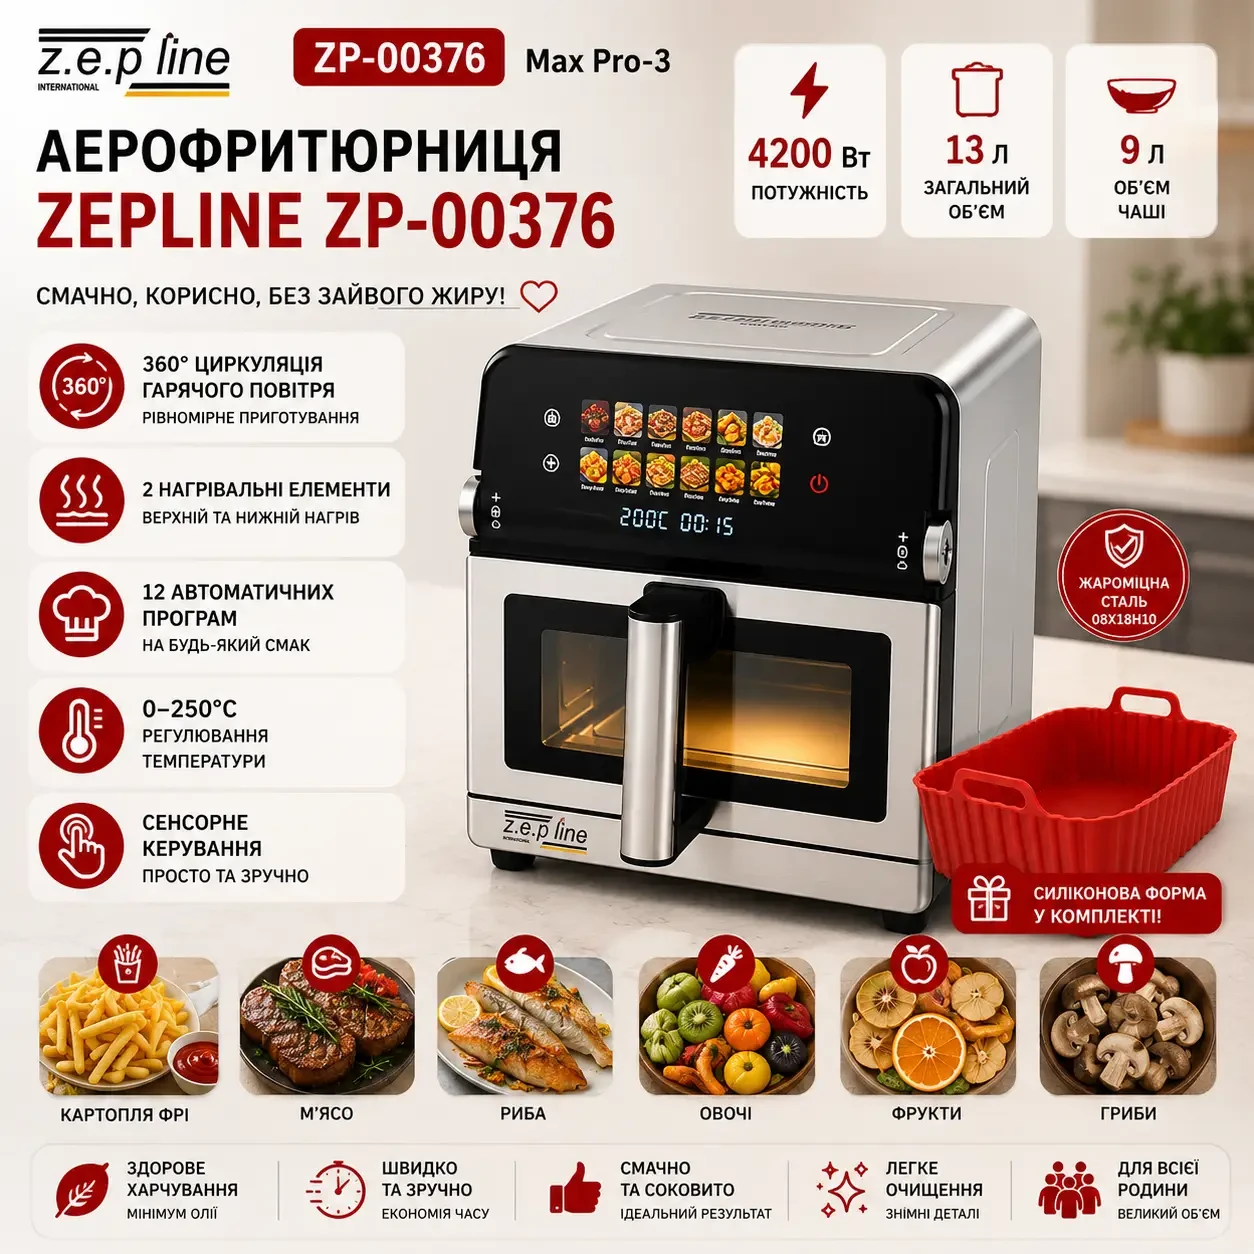 z.e.p line
INTERNATIONAL
ZP-00376 Max Pro-3
АЕРОФРИТЮРНИЦЯ
ZEPLINE ZP-00376
СМАЧНО, КОРИСНО, БЕЗ ЗАЙВОГО ЖИРУ!
4200 Вт
ПОТУЖНІСТЬ
13 Л
ЗАГАЛЬНИЙ
ОБ'ЄМ
9 Л
ОБ'ЄМ
ЧАШІ
360°
360° ЦИРКУЛЯЦІЯ
ГАРЯЧОГО ПОВІТРЯ
РІВНОМІРНЕ ПРИГОТУВАННЯ
2 НАГРІВАЛЬНІ ЕЛЕМЕНТИ
ВЕРХНІЙ ТА НИЖНІЙ НАГРІВ
12 АВТОМАТИЧНИХ
ПРОГРАМ
НА БУДЬ-ЯКИЙ СМАК
0–250°C
РЕГУЛЮВАННЯ
ТЕМПЕРАТУРИ
СЕНСОРНЕ
КЕРУВАННЯ
ПРОСТО ТА ЗРУЧНО
200C 00:15
z.e.p line
ЖАРОМІЦНА
СТАЛЬ
08Х18Н10
СИЛІКОНОВА ФОРМА
У КОМПЛЕКТІ!
КАРТОПЛЯ ФРІ
М'ЯСО
РИБА
ОВОЧІ
ФРУКТИ
ГРИБИ
ЗДОРОВЕ
ХАРЧУВАННЯ
МІНІМУМ ОЛІЇ
ШВИДКО
ТА ЗРУЧНО
ЕКОНОМІЯ ЧАСУ
СМАЧНО
ТА СОКОВИТО
ІДЕАЛЬНИЙ РЕЗУЛЬТАТ
ЛЕГКЕ
ОЧИЩЕННЯ
ЗНІМНІ ДЕТАЛІ
ДЛЯ ВСІЄЇ
РОДИНИ
ВЕЛИКИЙ ОБ'ЄМ